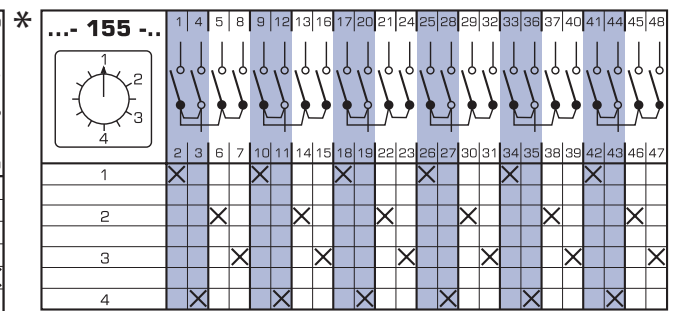 * ...- 155 -.. 1 4 5 8 9 12 13 16 17 20 21 24 25 28 29 32 33 36 37 40 41 44 45 48
1
2
3
4
2 3 6 7 10 11 14 15 18 19 22 23 26 27 30 31 34 35 38 39 42 43 46 47
1 X X X X X X
2 X X X X X X
3 X X X X X X
4 X X X X X X